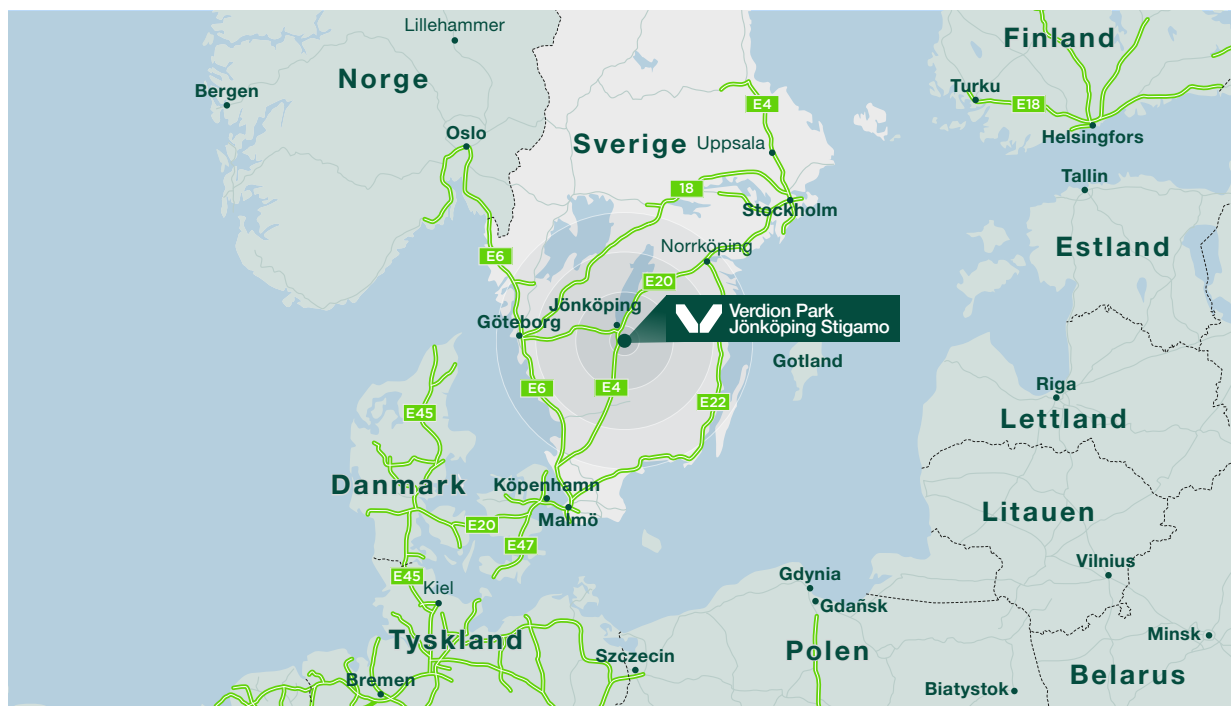 Lillehammer
Finland
Norge
Bergen
Turku
E4
E18
Oslo
Helsingfors
Sverige
Uppsala
Tallin
18
Stockholm
Norrköping
Estland
E6
E20
Jönköping
Verdion Park
Jönköping Stigamo
Göteborg
Gotland
E6
E4
Riga
E22
E45
Lettland
Danmark
Köpenhamn
Litauen
Malmö
E20
E47
Vilnius
E45
Gdynia
Kiel
Gdańsk
Tyskland
Minsk
Szczecin
Polen
Bremen
Belarus
Biatystok